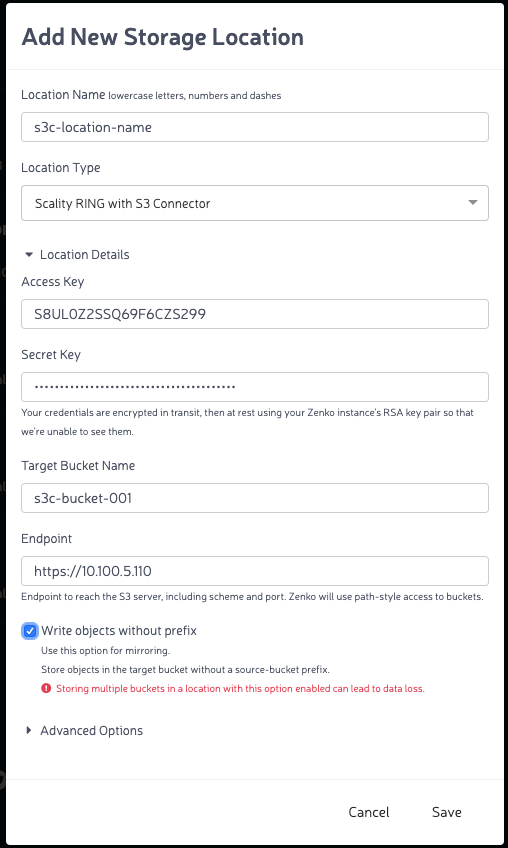 Add New Storage Location
Location Name lowercase letters, numbers and dashes
s3c-location-name
Location Type
Scality RING with S3 Connector
Location Details
Access Key
S8UL0Z2SSQ69F6CZS299
Secret Key
••••••••••••••••••••••••••••••••••••••••
Your credentials are encrypted in transit, then at rest using your Zenko instance's RSA key pair so that
we're unable to see them.
Target Bucket Name
s3c-bucket-001
Endpoint
https://10.100.5.110
Endpoint to reach the S3 server, including scheme and port. Zenko will use path-style access to buckets.
Write objects without prefix
Use this option for mirroring.
Store objects in the target bucket without a source-bucket prefix.
Storing multiple buckets in a location with this option enabled can lead to data loss.
Advanced Options
Cancel Save